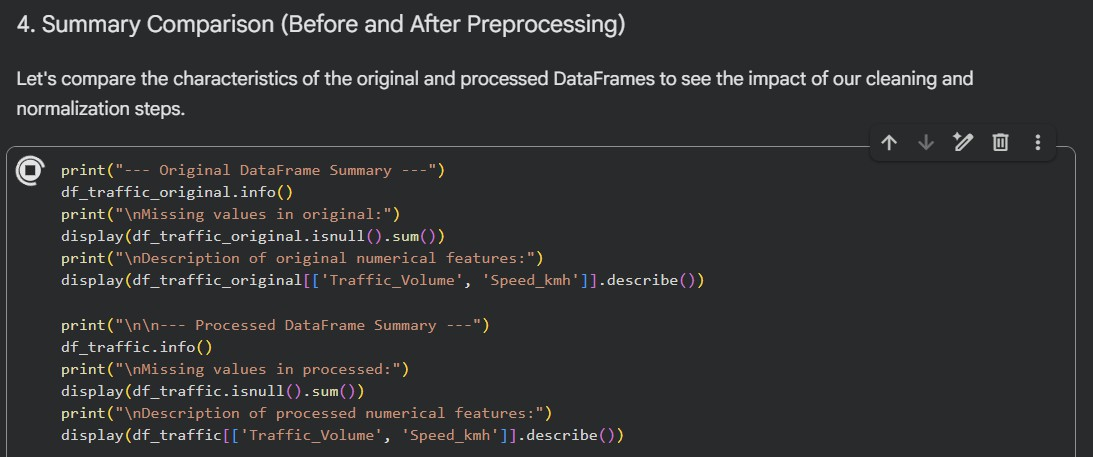 4. Summary Comparison (Before and After Preprocessing)
Let's compare the characteristics of the original and processed DataFrames to see the impact of our cleaning and
normalization steps.
print("--- Original DataFrame Summary ---")
df_traffic_original.info()
print("\nMissing values in original:")
display(df_traffic_original.isnull().sum())
print("\nDescription of original numerical features:")
display(df_traffic_original[['Traffic_Volume', 'Speed_kmh']].describe())
print("\n\n--- Processed DataFrame Summary ---")
df_traffic.info()
print("\nMissing values in processed:")
display(df_traffic.isnull().sum())
print("\nDescription of processed numerical features:")
display(df_traffic[['Traffic_Volume', 'Speed_kmh']].describe())